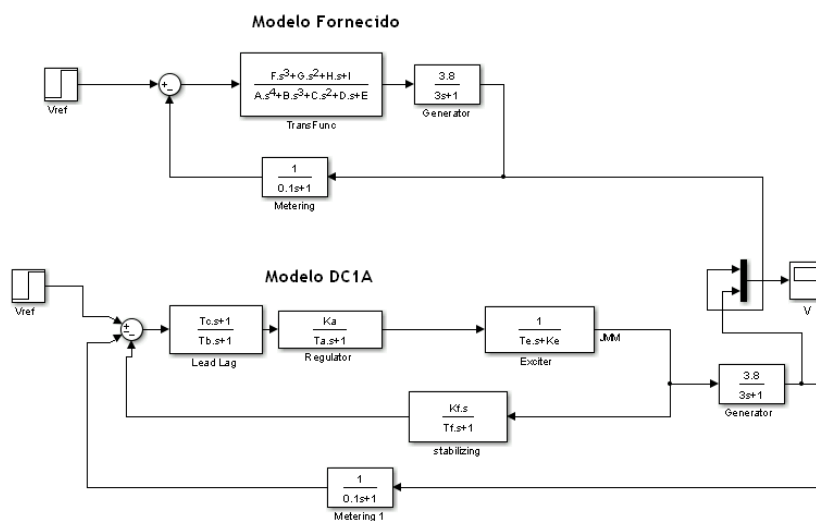 Modelo Fornecido
Vref
+
−
F.s³+G.s²+H.s+I
A.s⁴+B.s³+C.s²+D.s+E
TransFunc
3.8
3s+1
Generator
1
0.1s+1
Metering
Modelo DC1A
Vref
+
−
−
Tc.s+1
Tb.s+1
Lead Lag
Ka
Ta.s+1
Regulator
1
Te.s+Ke
Exciter
JMM
V
3.8
3s+1
Generator
Kf.s
Tf.s+1
stabilizing
1
0.1s+1
Metering 1